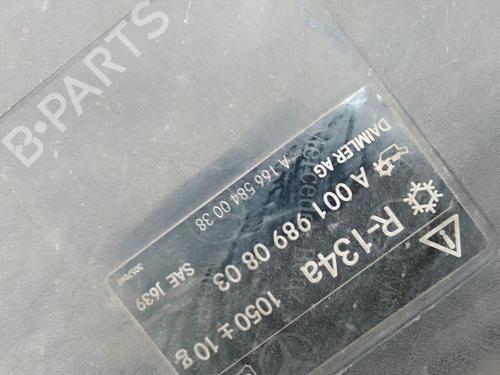 B-PARTS
R-134a 1050 ± 10 g
A 001 989 08 03
SAE J639
DAIMLER AG
A 166 584 00 38